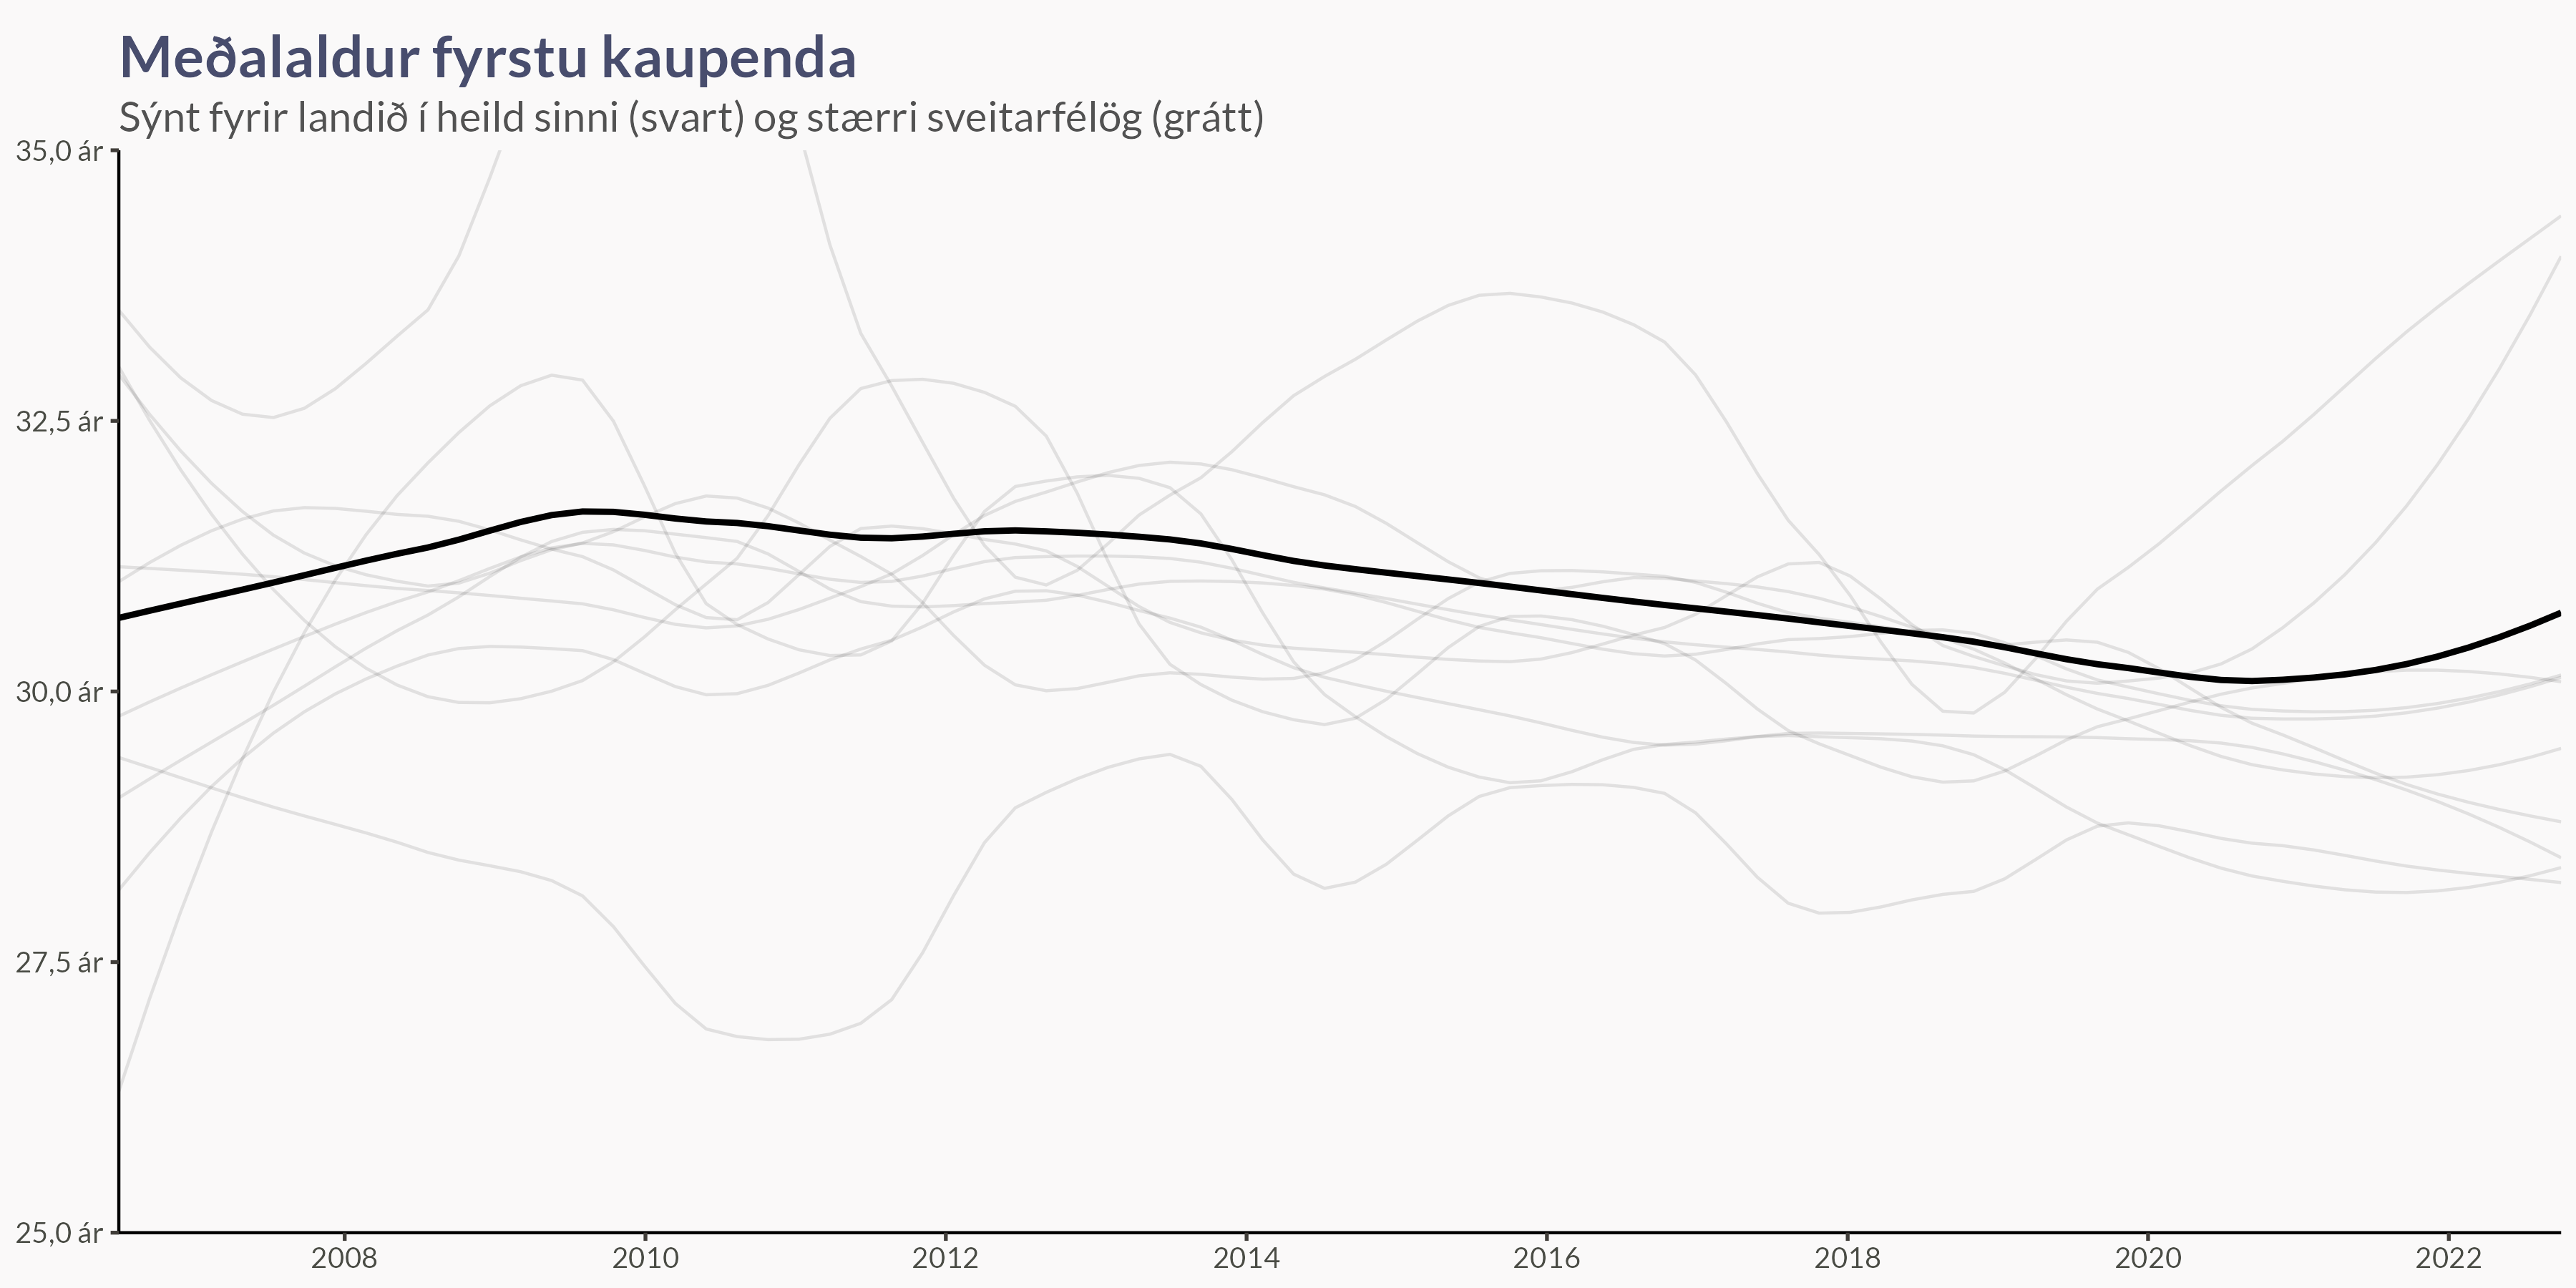 Meðalaldur fyrstu kaupenda
Sýnt fyrir landið í heild sinni (svart) og stærri sveitarfélög (grátt)
35,0 ár
32,5 ár
30,0 ár
27,5 ár
25,0 ár
2008 2010 2012 2014 2016 2018 2020 2022